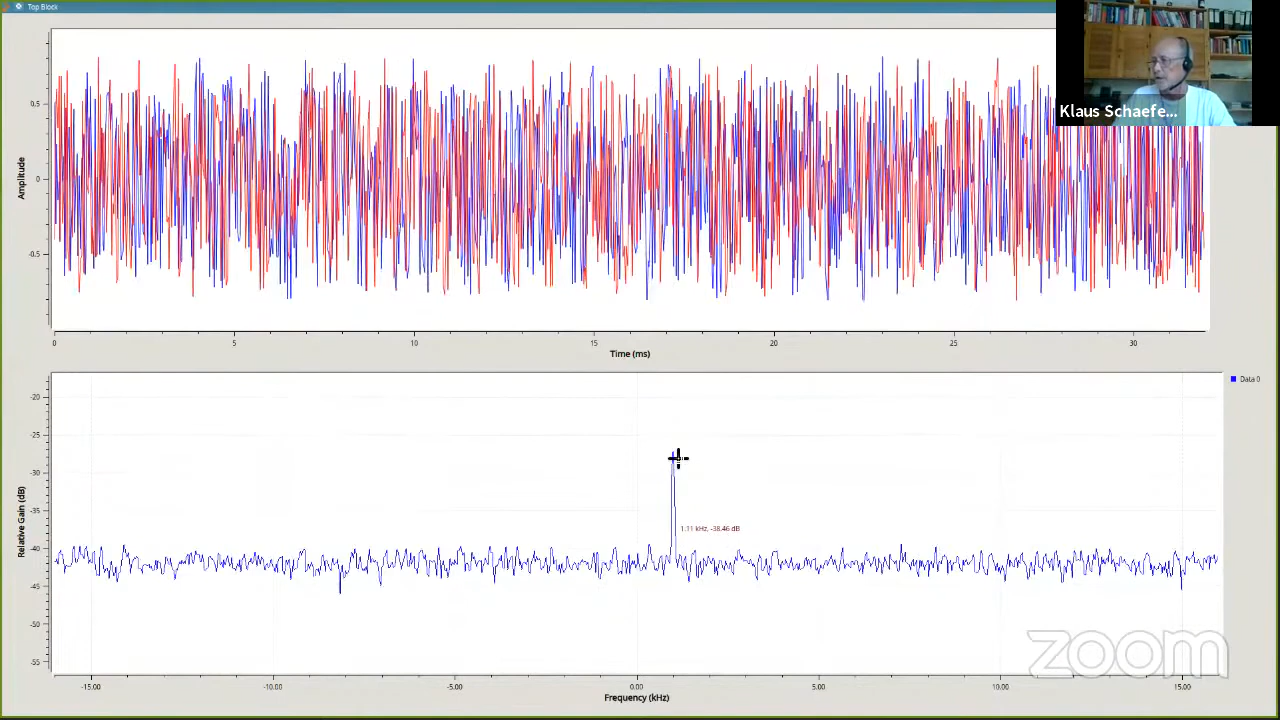 Top Block
Klaus Schaefe...
0.5
0
-0.5
Amplitude
0
5
10
15
20
25
30
Time (ms)
Data 0
-20
-25
-30
-35
-40
-45
-50
-55
Relative Gain (dB)
1.11 kHz, -38.46 dB
-15.00
-10.00
-5.00
0.00
5.00
10.00
15.00
Frequency (kHz)
zoom